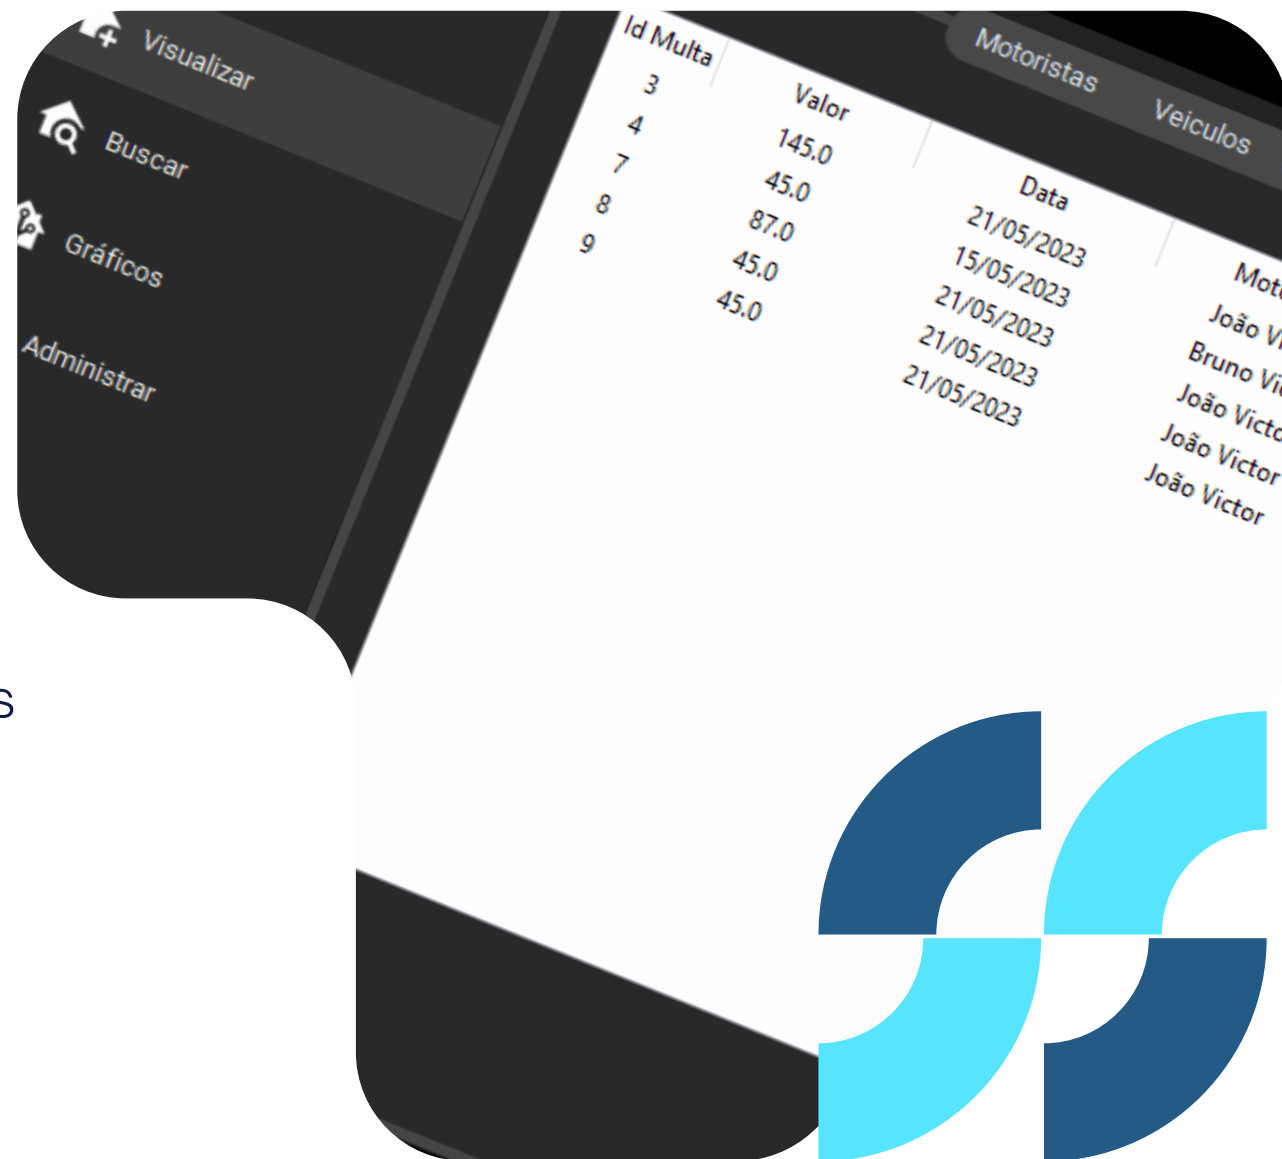 Visualizar
Buscar
Gráficos
Administrar
Motoristas Veiculos
Id Multa Valor Data
3 145.0 21/05/2023 João
4 45.0 15/05/2023 Bruno
7 87.0 21/05/2023 João
8 45.0 21/05/2023 João Victor
9 45.0 21/05/2023 João Victor